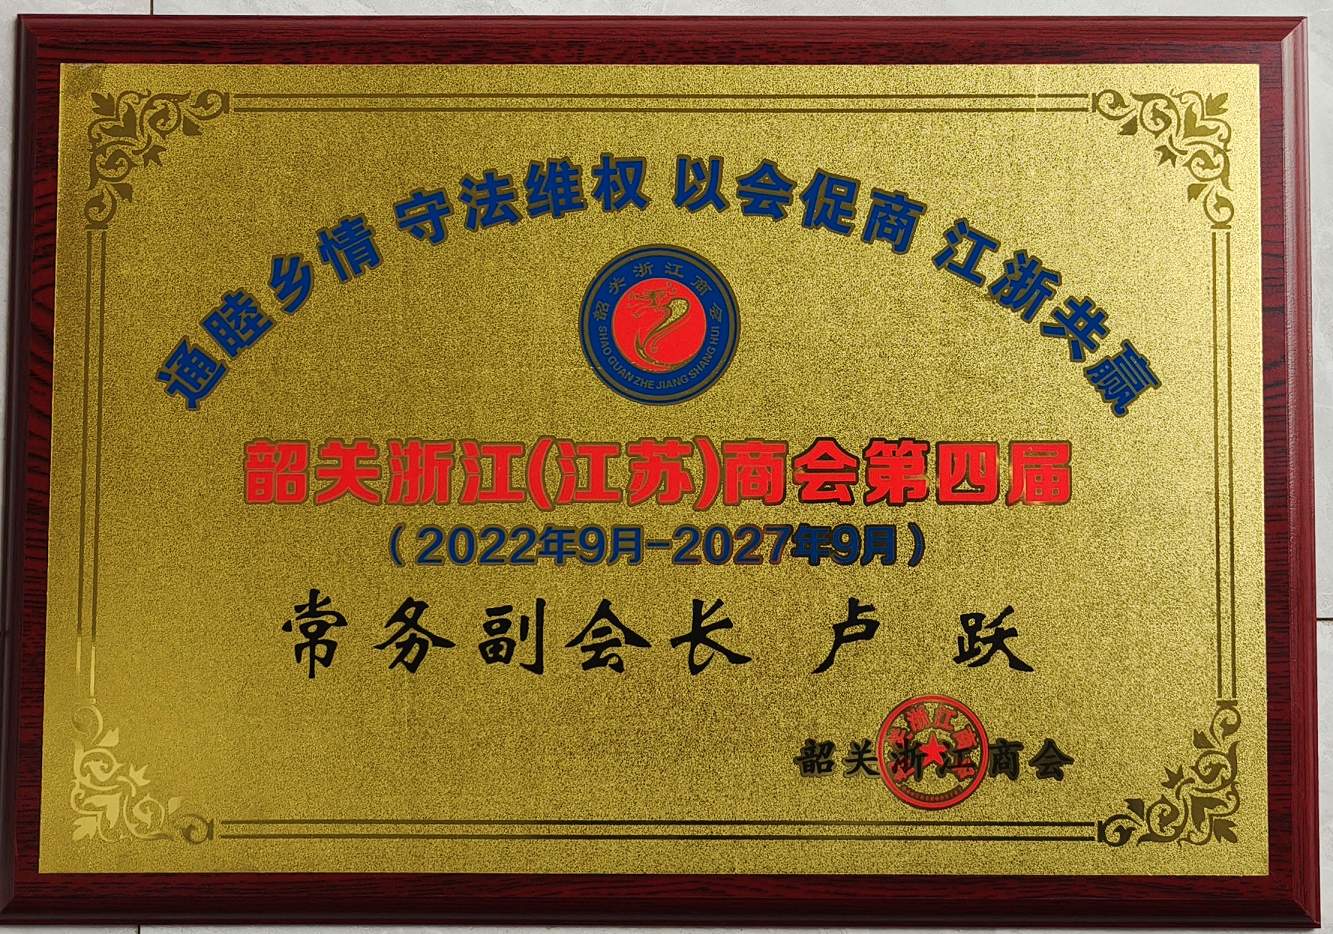 通睦乡情 守法维权 以会促商 江浙共赢
韶关浙江商会
SHAO GUAN ZHE JIANG SHANG HUI
韶关浙江(江苏)商会第四届
（2022年9月-2027年9月）
常务副会长 卢 跃
韶关浙江商会